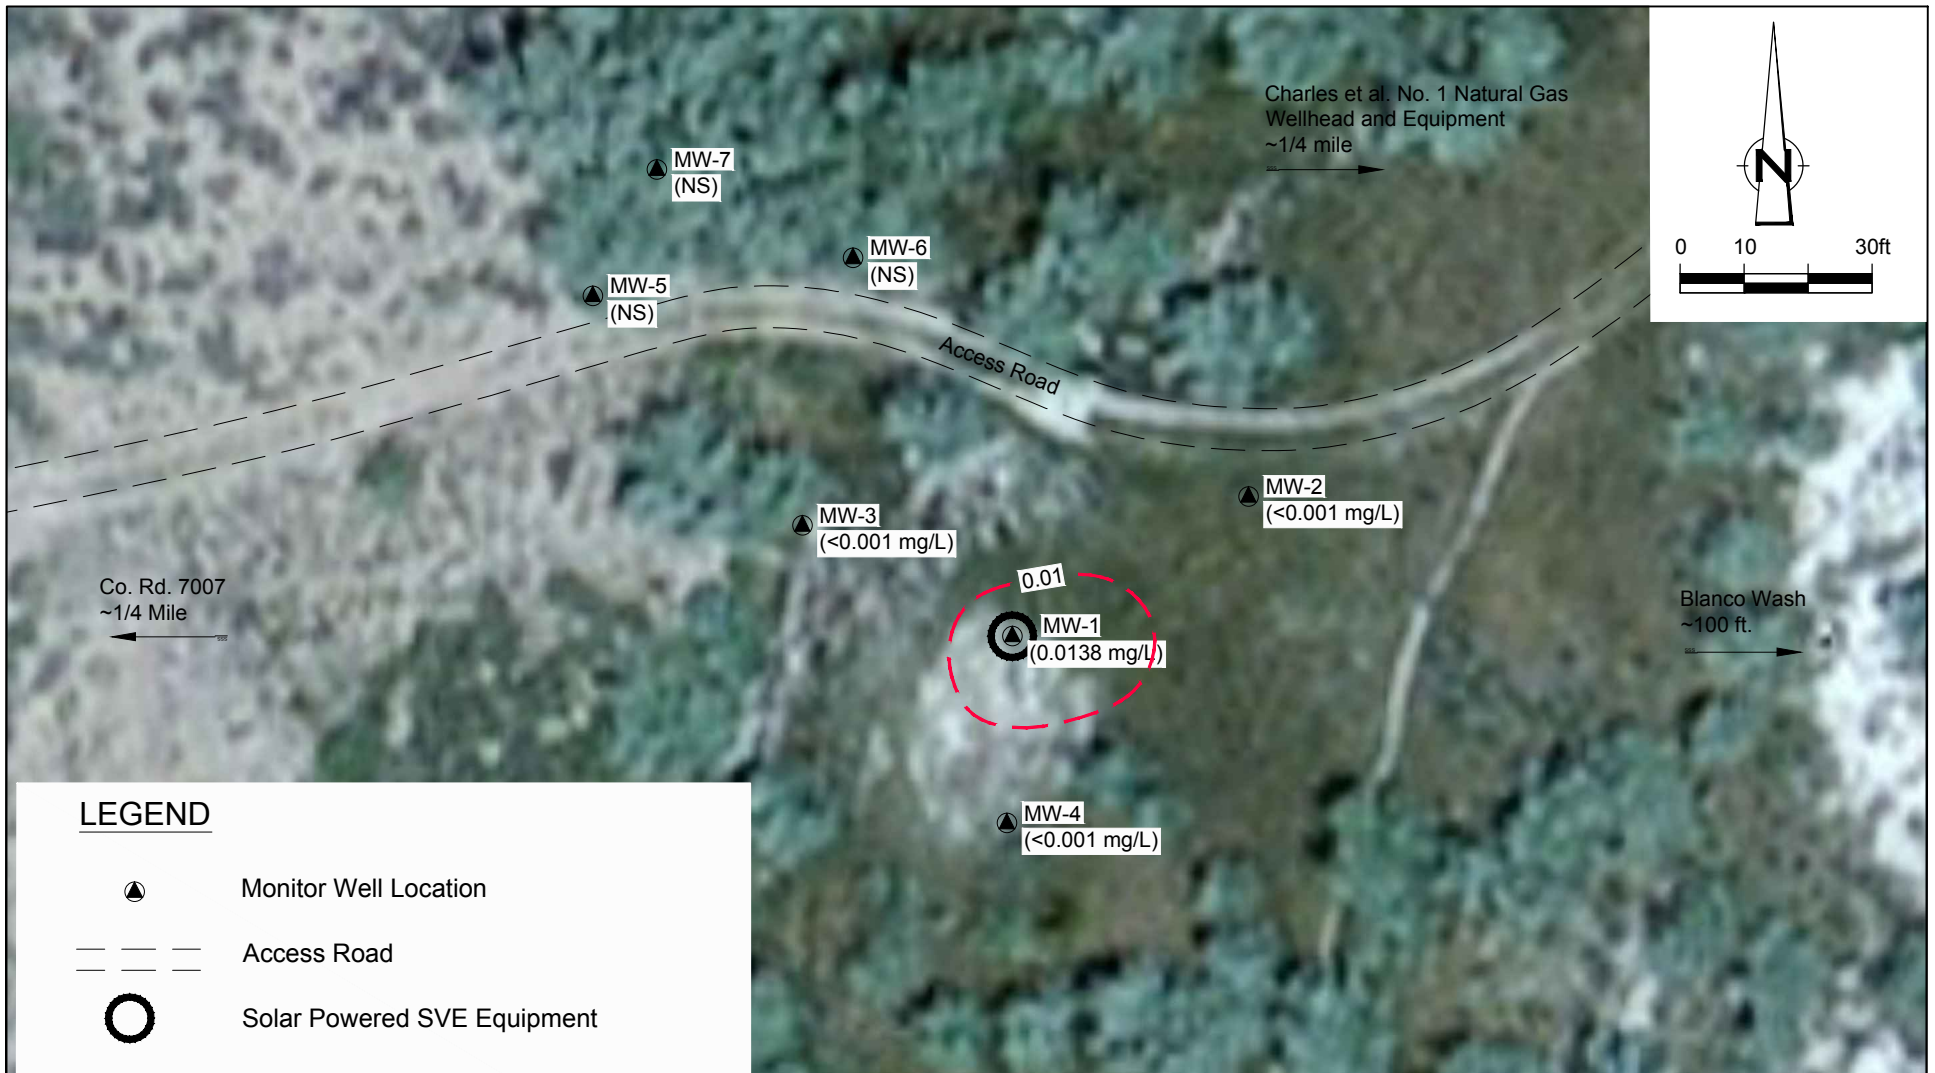 Charles et al. No. 1 Natural Gas
Wellhead and Equipment
~1/4 mile
N
0 10 30ft
MW-7
(NS)
MW-6
(NS)
MW-5
(NS)
Access Road
MW-2
(<0.001 mg/L)
MW-3
(<0.001 mg/L)
0.01
MW-1
(0.0138 mg/L)
Co. Rd. 7007
~1/4 Mile
Blanco Wash
~100 ft.
MW-4
(<0.001 mg/L)
LEGEND
Monitor Well Location
Access Road
Solar Powered SVE Equipment